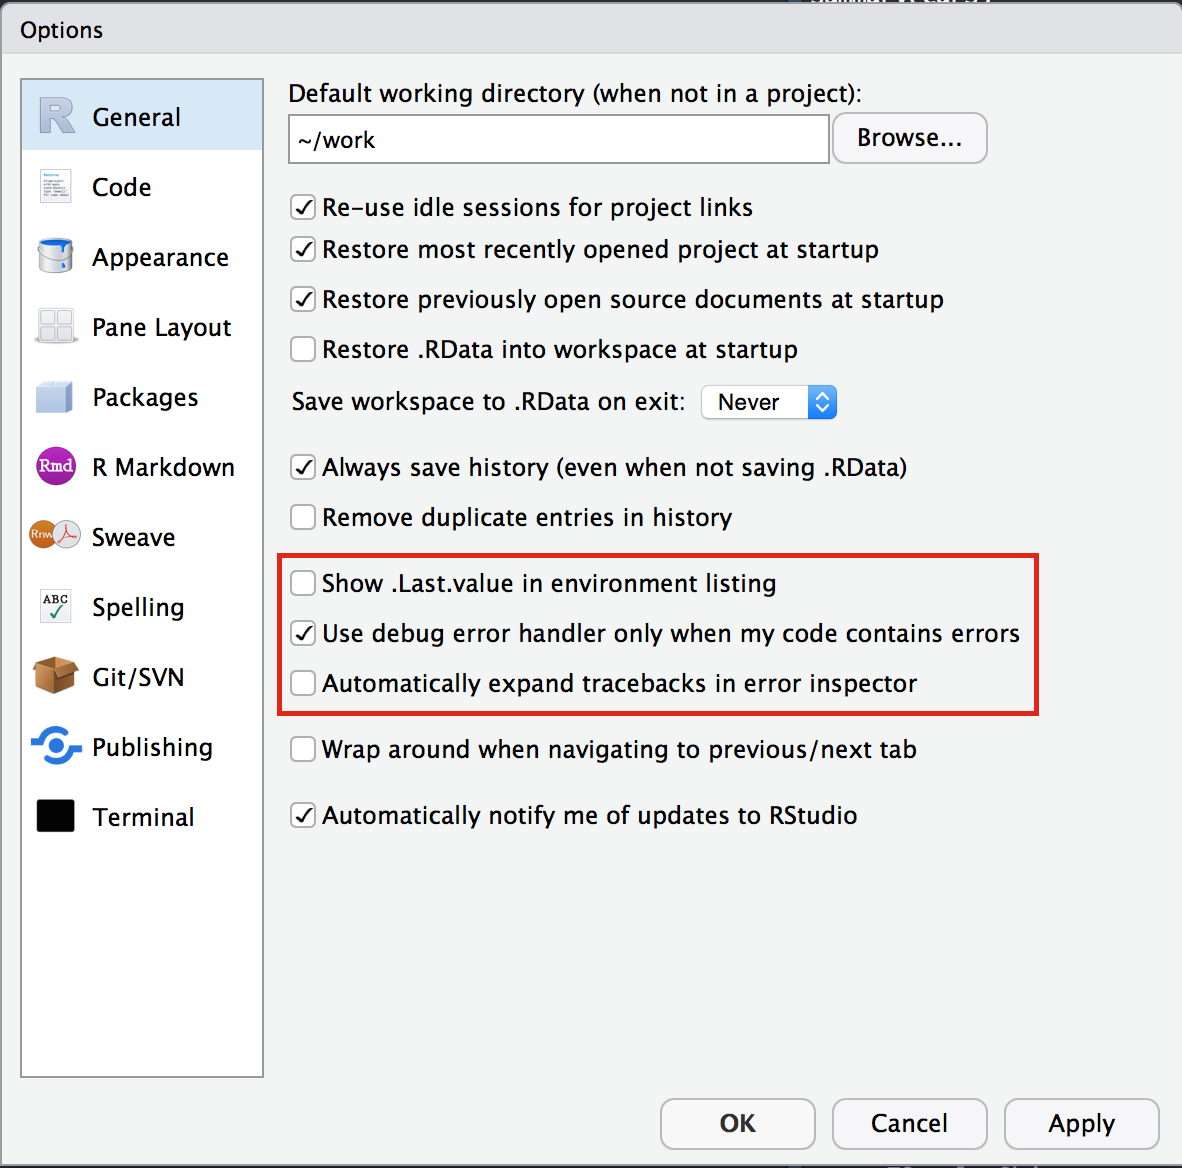 Options
General
Code
Appearance
Pane Layout
Packages
Rmd
R Markdown
Rnw
Sweave
ABC
Spelling
Git/SVN
Publishing
Terminal
Default working directory (when not in a project):
~/work
Browse...
Re-use idle sessions for project links
Restore most recently opened project at startup
Restore previously open source documents at startup
Restore .RData into workspace at startup
Save workspace to .RData on exit: Never
Always save history (even when not saving .RData)
Remove duplicate entries in history
Show .Last.value in environment listing
Use debug error handler only when my code contains errors
Automatically expand tracebacks in error inspector
Wrap around when navigating to previous/next tab
Automatically notify me of updates to RStudio
OK Cancel Apply